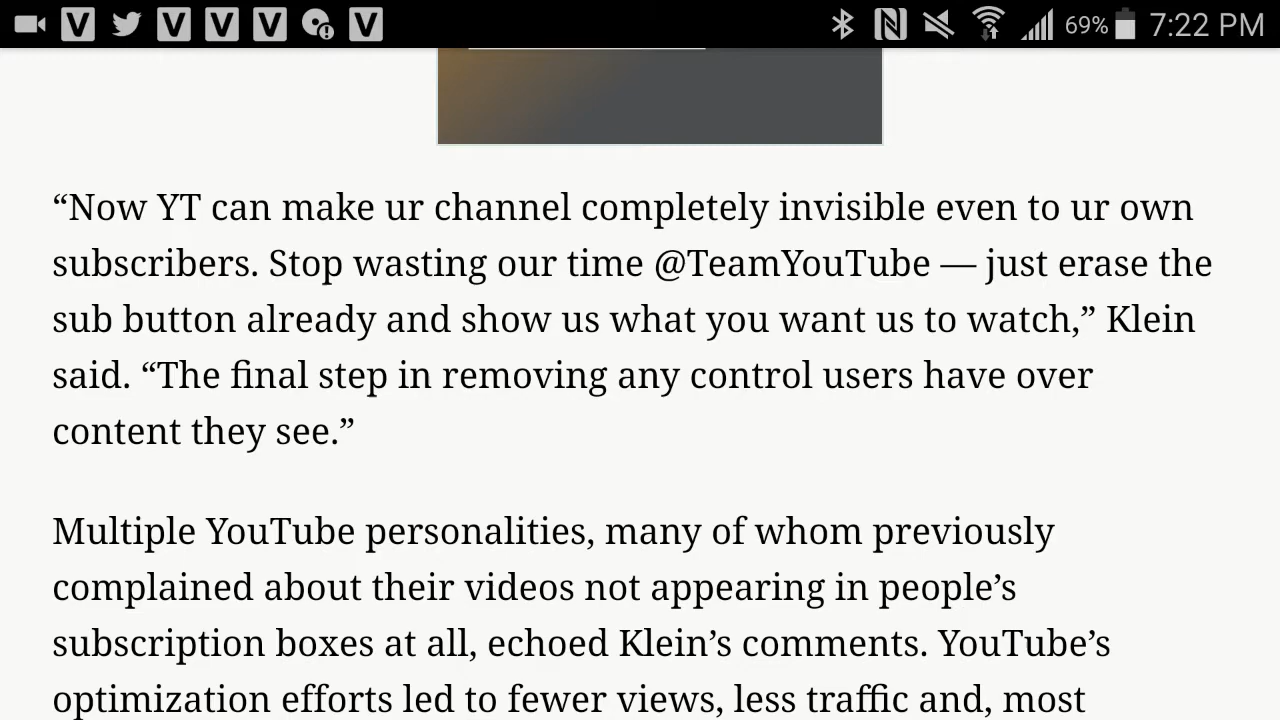 V V V V V 69% 7:22 PM
“Now YT can make ur channel completely invisible even to ur own
subscribers. Stop wasting our time @TeamYouTube — just erase the
sub button already and show us what you want us to watch,” Klein
said. “The final step in removing any control users have over
content they see.”
Multiple YouTube personalities, many of whom previously
complained about their videos not appearing in people’s
subscription boxes at all, echoed Klein’s comments. YouTube’s
optimization efforts led to fewer views, less traffic and, most